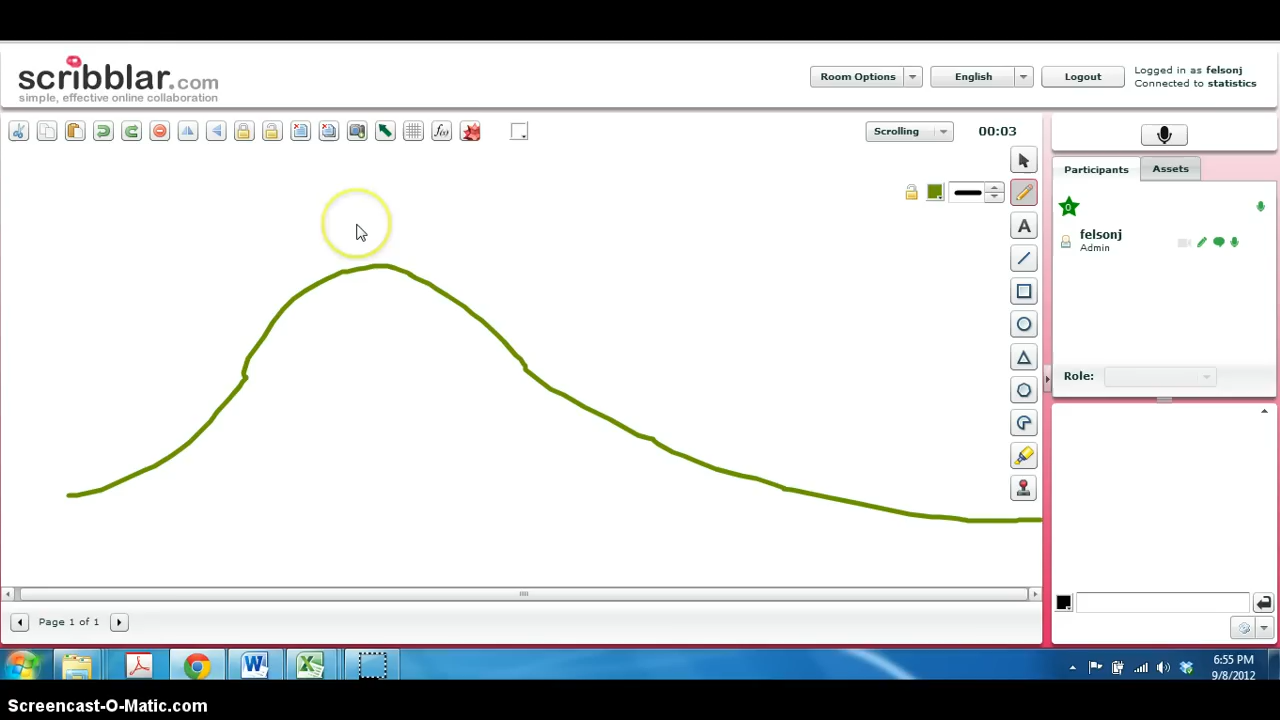 scribblar.com
simple, effective online collaboration
Room Options
English
Logout
Logged in as felsonj
Connected to statistics
f(x)
Scrolling
00:03
Participants
Assets
0
felsonj
Admin
A
Role:
Page 1 of 1
6:55 PM
9/8/2012
Screencast-O-Matic.com